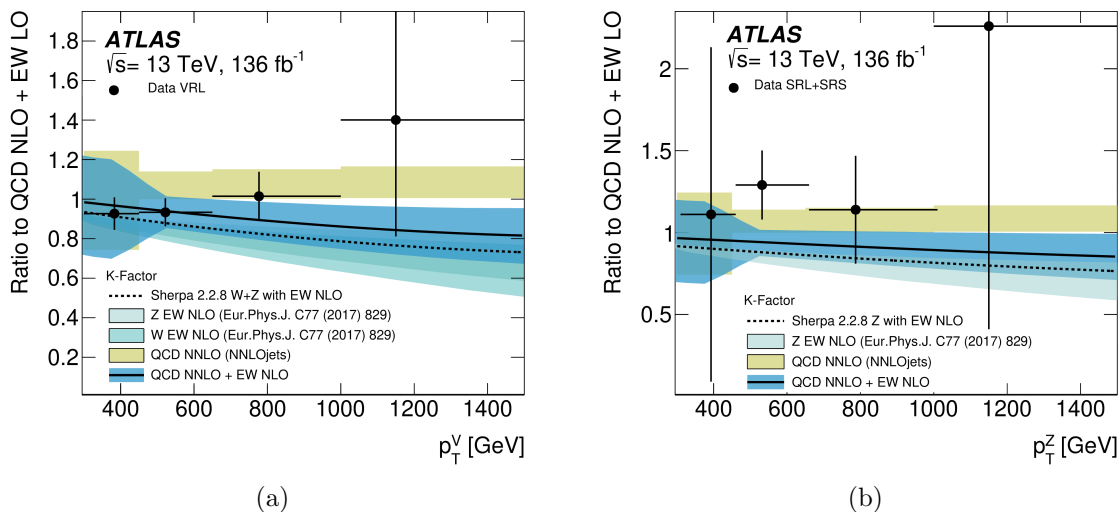 Ratio to QCD NLO + EW LO
1.8
1.6
1.4
1.2
1
0.8
0.6
0.4
0.2
ATLAS
√s= 13 TeV, 136 fb⁻¹
Data VRL
K-Factor
Sherpa 2.2.8 W+Z with EW NLO
Z EW NLO (Eur.Phys.J. C77 (2017) 829)
W EW NLO (Eur.Phys.J. C77 (2017) 829)
QCD NNLO (NNLOjets)
QCD NNLO + EW NLO
400 600 800 1000 1200 1400
p_T^V [GeV]
(a)
Ratio to QCD NLO + EW LO
2
1.5
1
0.5
ATLAS
√s= 13 TeV, 136 fb⁻¹
Data SRL+SRS
K-Factor
Sherpa 2.2.8 Z with EW NLO
Z EW NLO (Eur.Phys.J. C77 (2017) 829)
QCD NNLO (NNLOjets)
QCD NNLO + EW NLO
400 600 800 1000 1200 1400
p_T^Z [GeV]
(b)